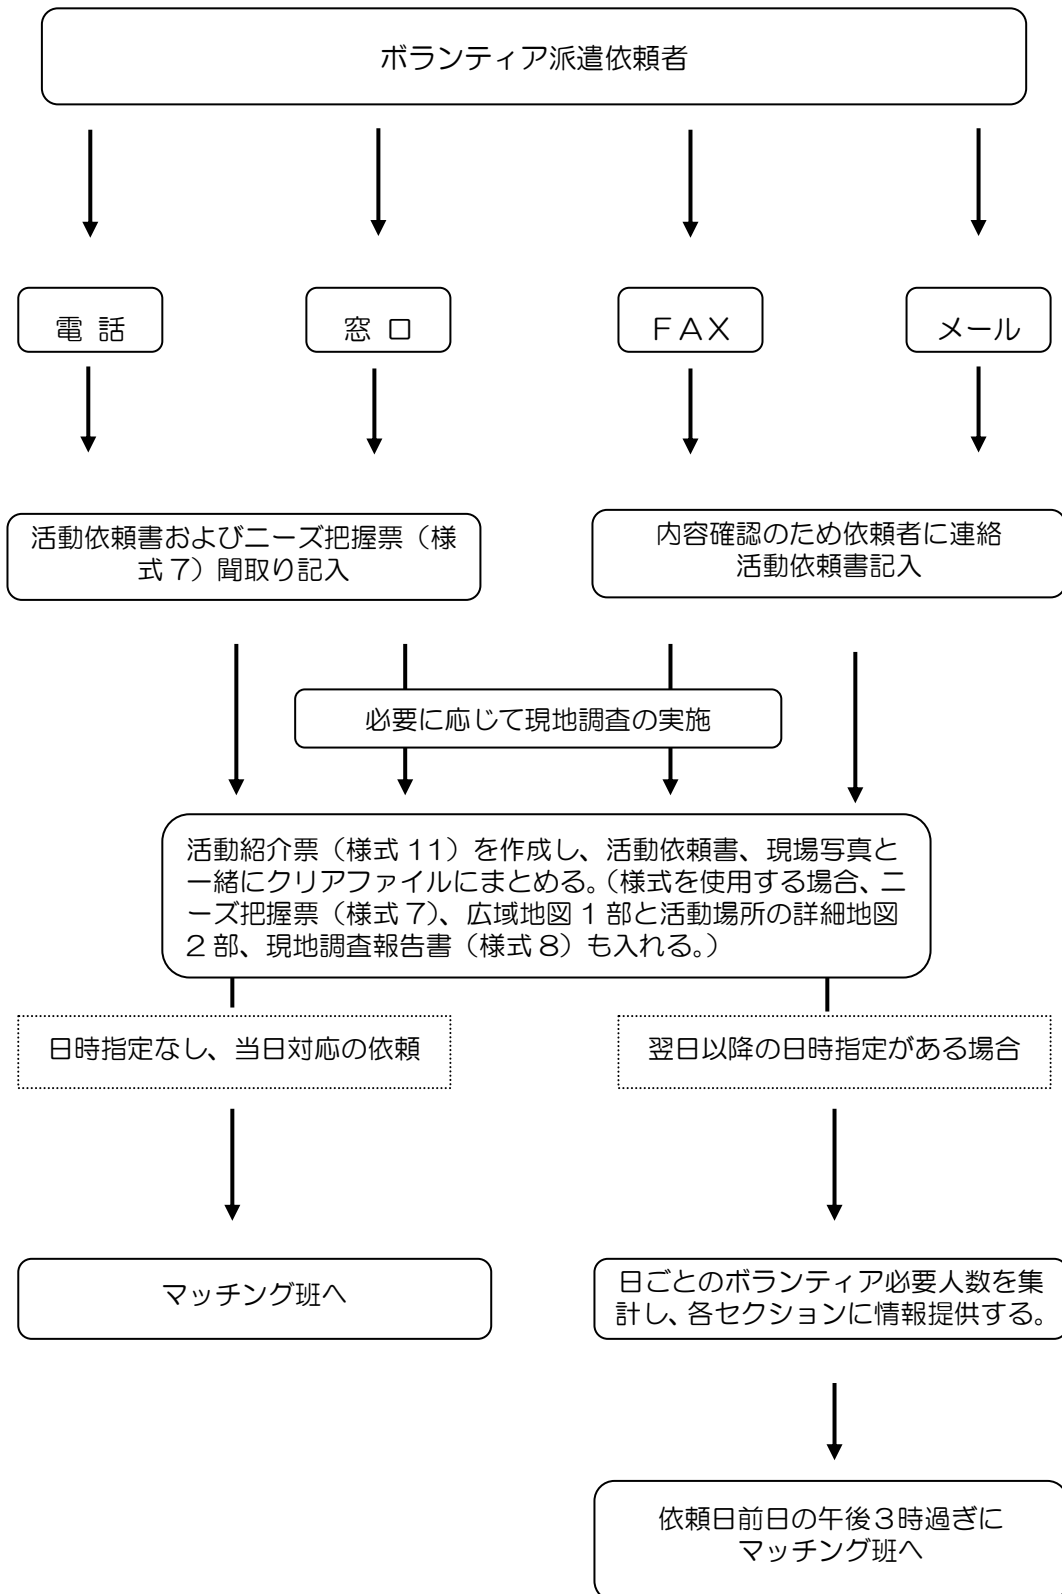 ボランティア派遣依頼者
電 話
窓 口
ＦＡＸ
メール
活動依頼書およびニーズ把握票（様
式７）聞取り記入
内容確認のため依頼者に連絡
活動依頼書記入
必要に応じて現地調査の実施
活動紹介票（様式 11）を作成し、活動依頼書、現場写真と
一緒にクリアファイルにまとめる。（様式を使用する場合、ニ
ーズ把握票（様式７）、広域地図 1 部と活動場所の詳細地図
２部、現地調査報告書（様式８）も入れる。）
日時指定なし、当日対応の依頼
翌日以降の日時指定がある場合
マッチング班へ
日ごとのボランティア必要人数を集
計し、各セクションに情報提供する。
依頼日前日の午後３時過ぎに
マッチング班へ